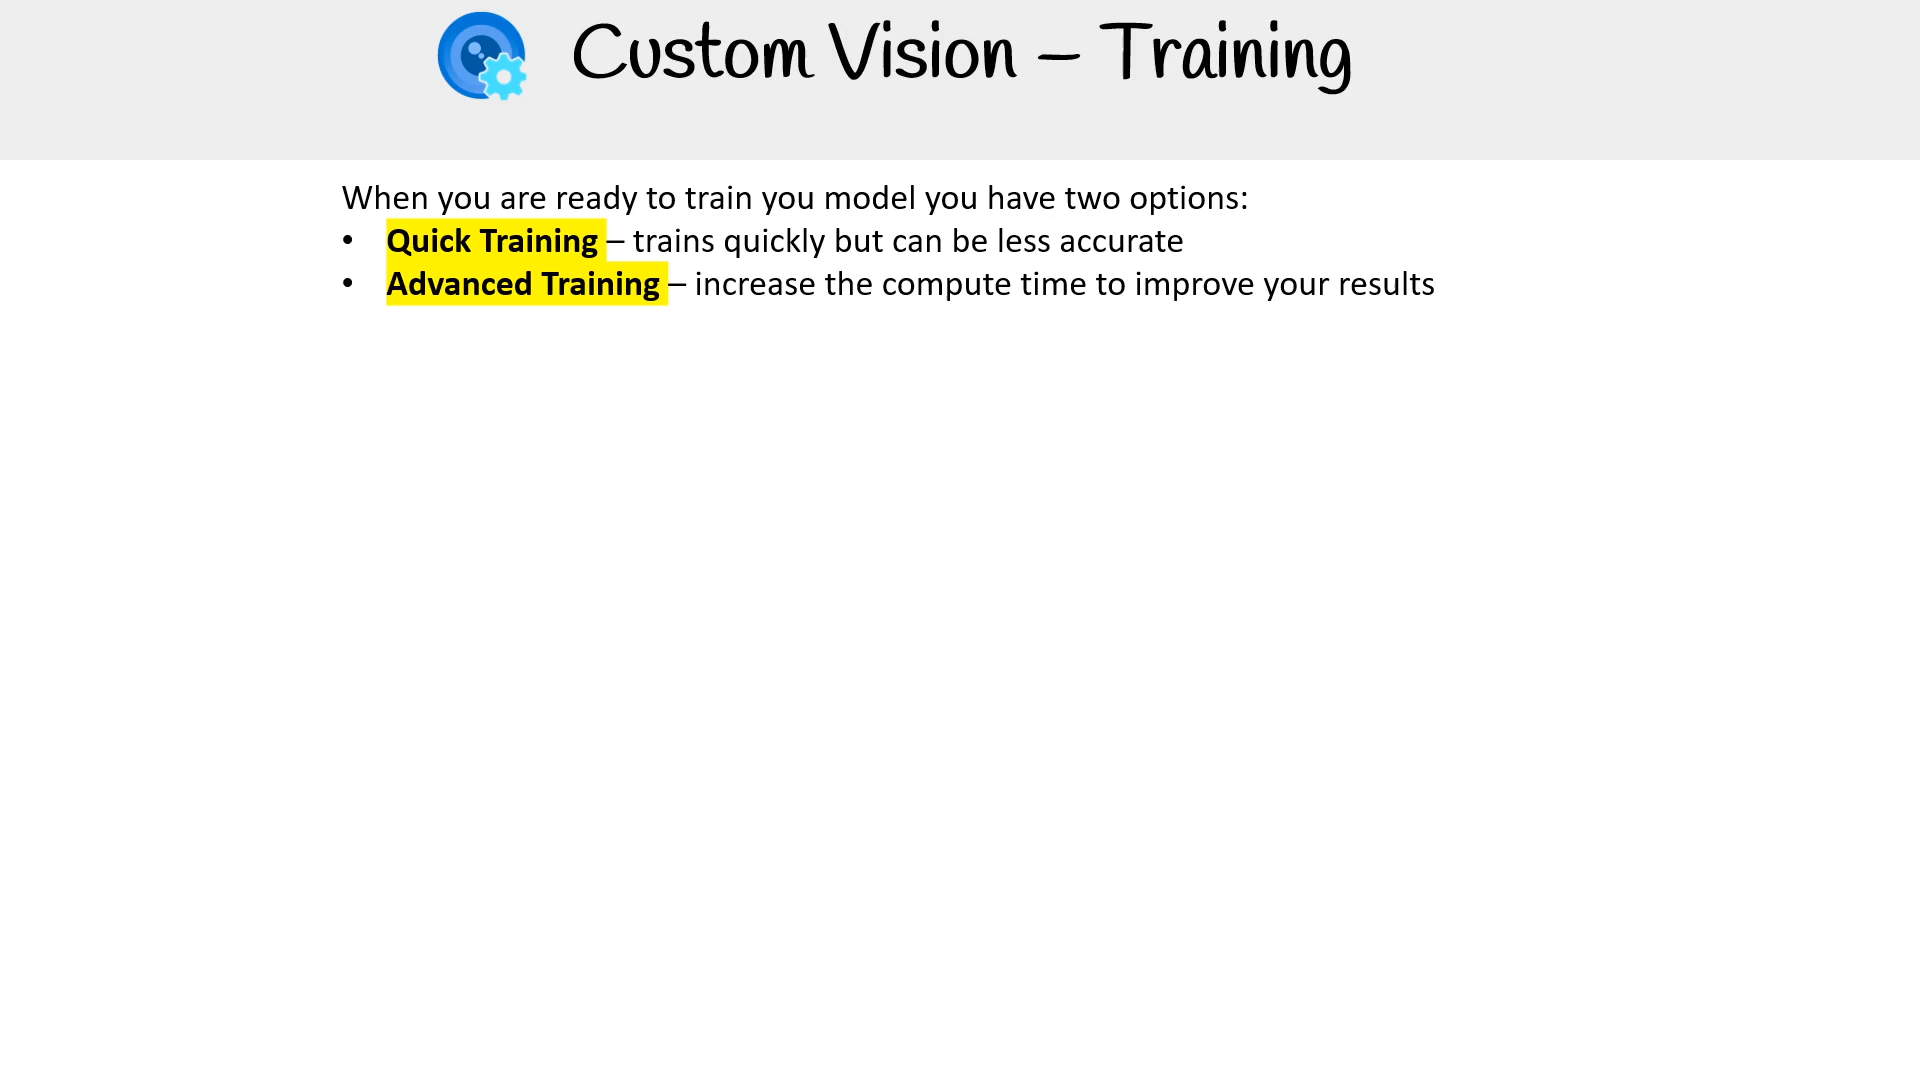 Custom Vision – Training
When you are ready to train you model you have two options:
• Quick Training – trains quickly but can be less accurate
• Advanced Training – increase the compute time to improve your results